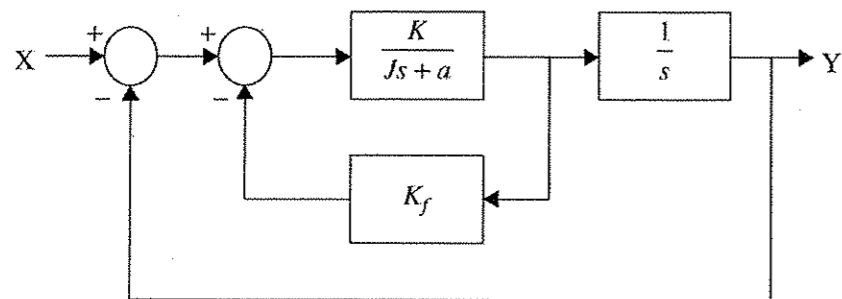 + + K 1
X Js + a s Y
− −
K_f